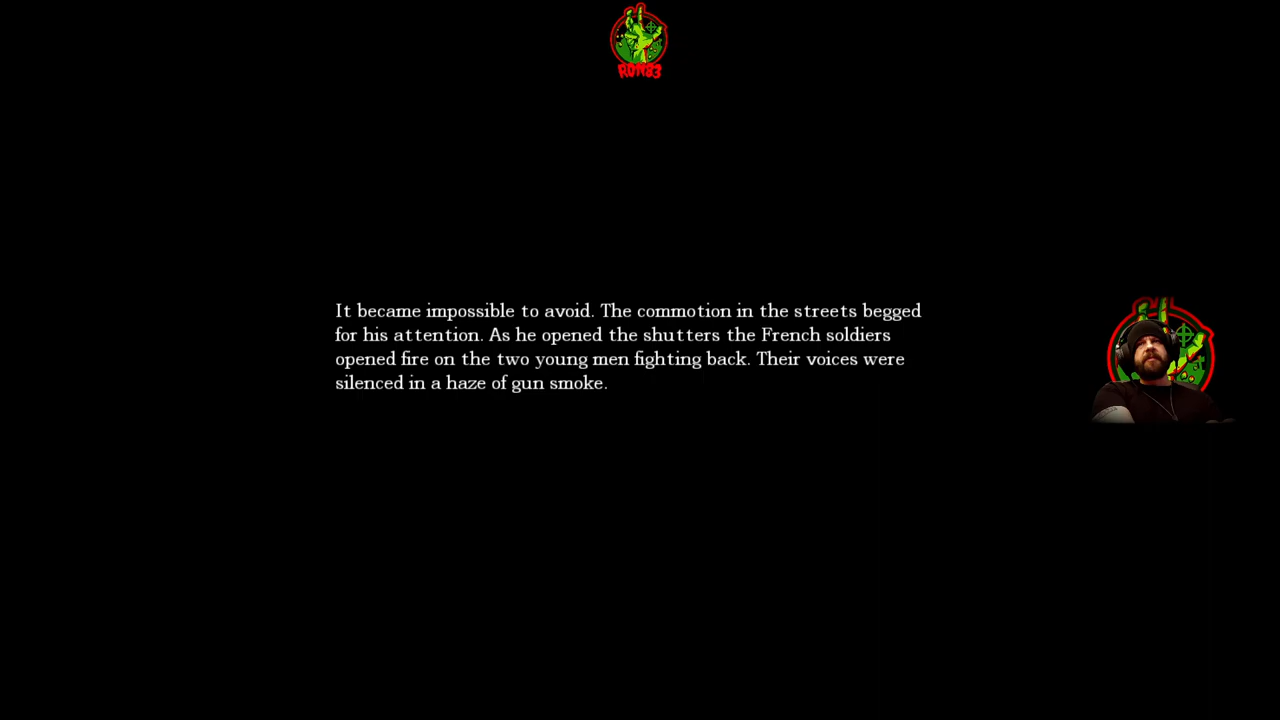 RON83
It became impossible to avoid. The commotion in the streets begged
for his attention. As he opened the shutters the French soldiers
opened fire on the two young men fighting back. Their voices were
silenced in a haze of gun smoke.